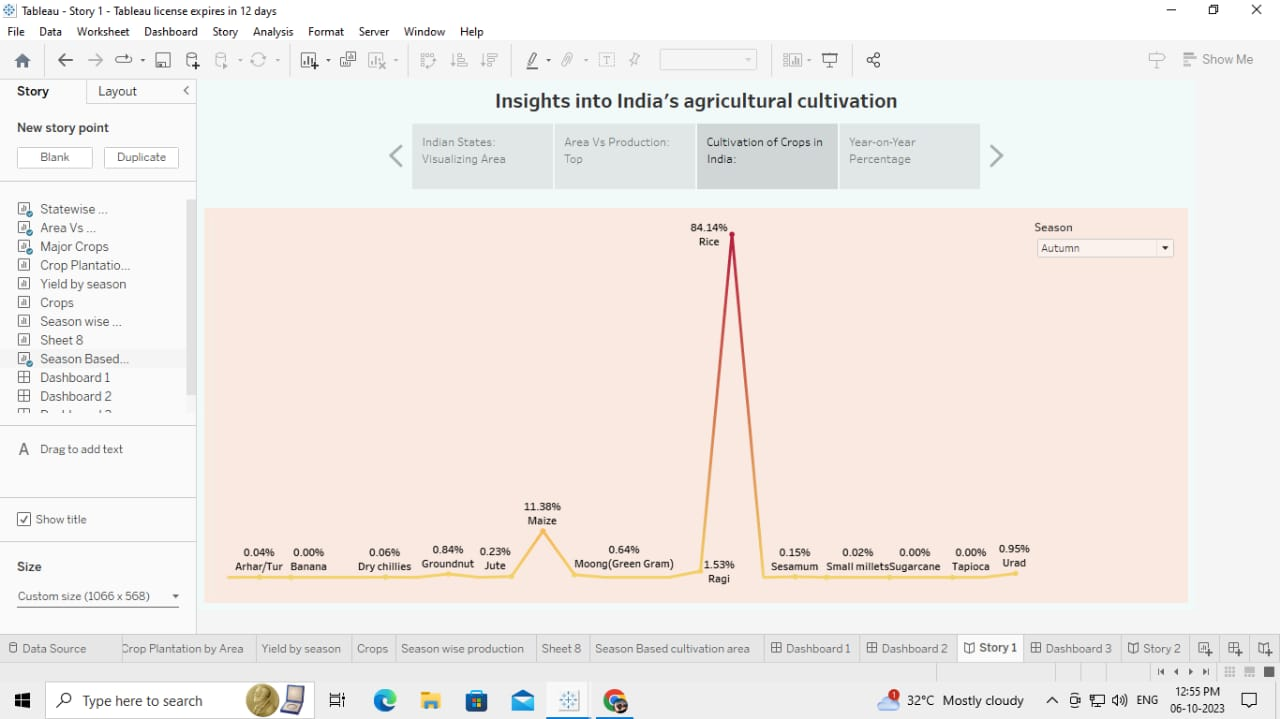 Tableau - Story 1 - Tableau license expires in 12 days
File Data Worksheet Dashboard Story Analysis Format Server Window Help
Show Me
Story Layout
New story point
Blank Duplicate
Statewise ...
Area Vs ...
Major Crops
Crop Plantatio...
Yield by season
Crops
Season wise ...
Sheet 8
Season Based...
Dashboard 1
Dashboard 2
A Drag to add text
Show title
Size
Custom size (1066 x 568)
Insights into India's agricultural cultivation
Indian States:
Visualizing Area
Area Vs Production:
Top
Cultivation of Crops in
India:
Year-on-Year
Percentage
Season
Autumn
84.14%
Rice
11.38%
Maize
0.04%
Arhar/Tur
0.00%
Banana
0.06%
Dry chillies
0.84%
Groundnut
0.23%
Jute
0.64%
Moong(Green Gram)
1.53%
Ragi
0.15%
Sesamum
0.02%
Small millets
0.00%
Sugarcane
0.00%
Tapioca
0.95%
Urad
Data Source Crop Plantation by Area Yield by season Crops Season wise production Sheet 8 Season Based cultivation area Dashboard 1 Dashboard 2 Story 1 Dashboard 3 Story 2
Type here to search
1
32°C Mostly cloudy
ENG
12:55 PM
06-10-2023